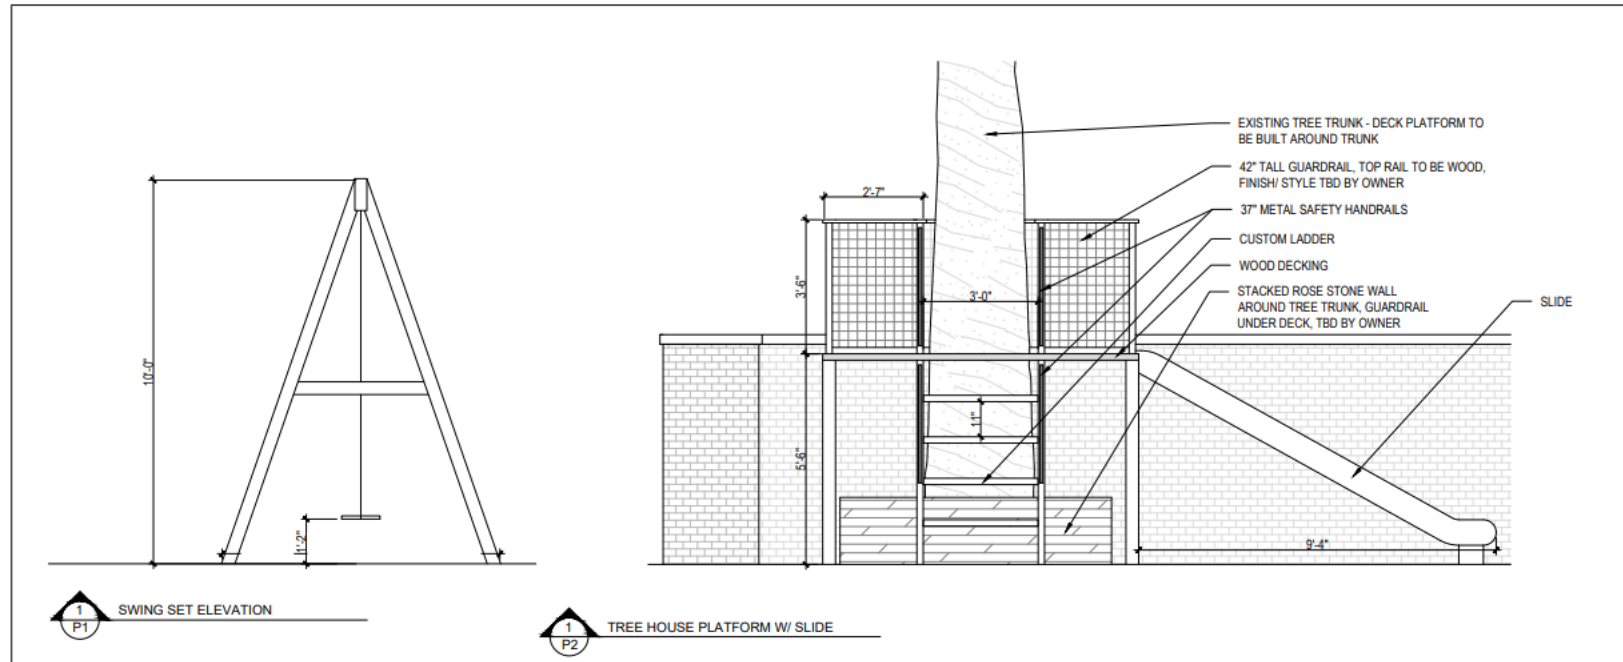 10'-0"
1'-2"
1
P1
SWING SET ELEVATION
2'-7"
3'-6"
3'-0"
11"
5'-6"
9'-4"
EXISTING TREE TRUNK - DECK PLATFORM TO
BE BUILT AROUND TRUNK
42" TALL GUARDRAIL, TOP RAIL TO BE WOOD,
FINISH/ STYLE TBD BY OWNER
37" METAL SAFETY HANDRAILS
CUSTOM LADDER
WOOD DECKING
STACKED ROSE STONE WALL
AROUND TREE TRUNK, GUARDRAIL
UNDER DECK, TBD BY OWNER
SLIDE
1
P2
TREE HOUSE PLATFORM W/ SLIDE